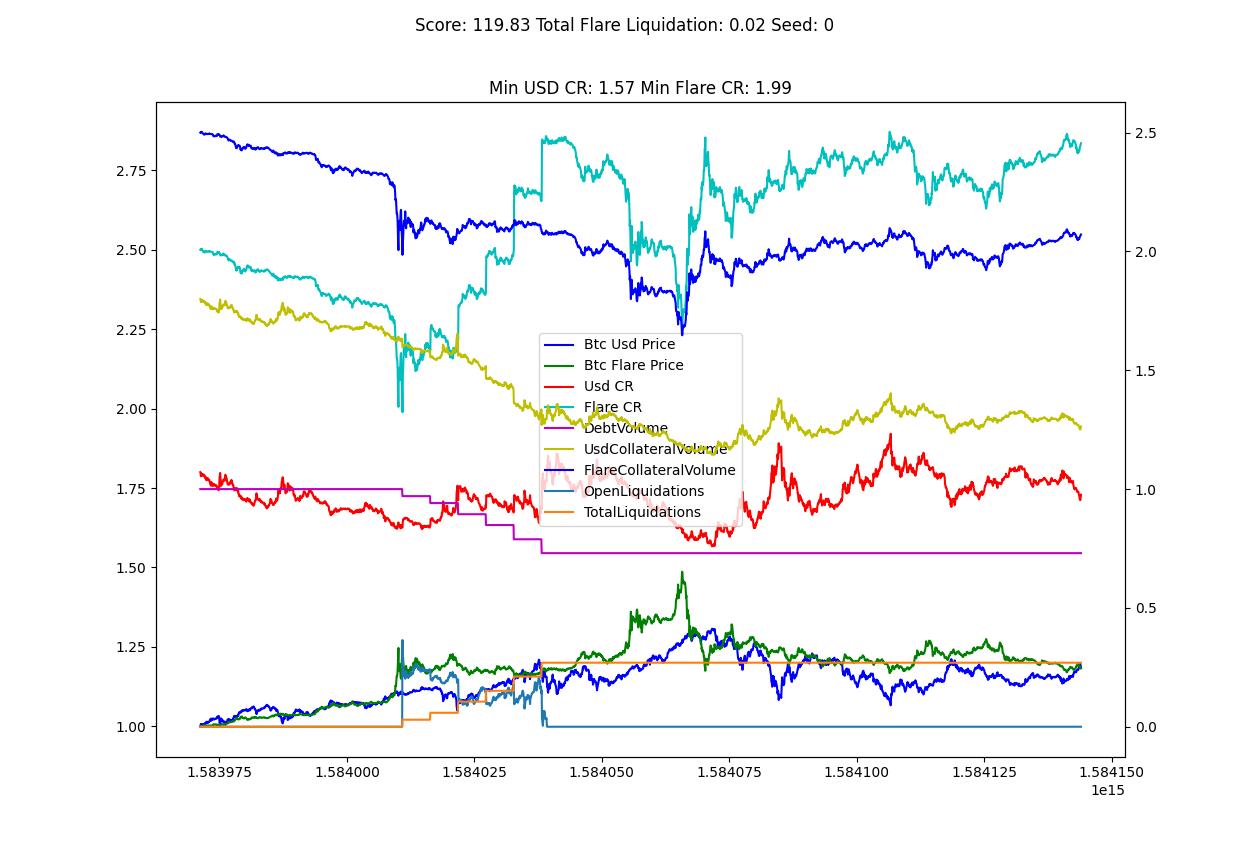 Score: 119.83 Total Flare Liquidation: 0.02 Seed: 0
Min USD CR: 1.57 Min Flare CR: 1.99
2.75
2.50
2.25
2.00
1.75
1.50
1.25
1.00
2.5
2.0
1.5
1.0
0.5
0.0
Btc Usd Price
Btc Flare Price
Usd CR
Flare CR
DebtVolume
UsdCollateralVolume
FlareCollateralVolume
OpenLiquidations
TotalLiquidations
1.583975 1.584000 1.584025 1.584050 1.584075 1.584100 1.584125 1.584150
1e15